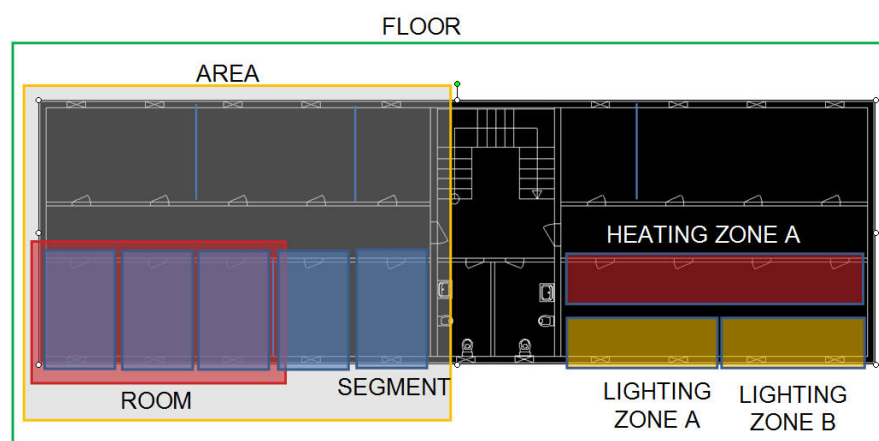 FLOOR
AREA
HEATING ZONE A
SEGMENT
ROOM
LIGHTING
ZONE A
LIGHTING
ZONE B